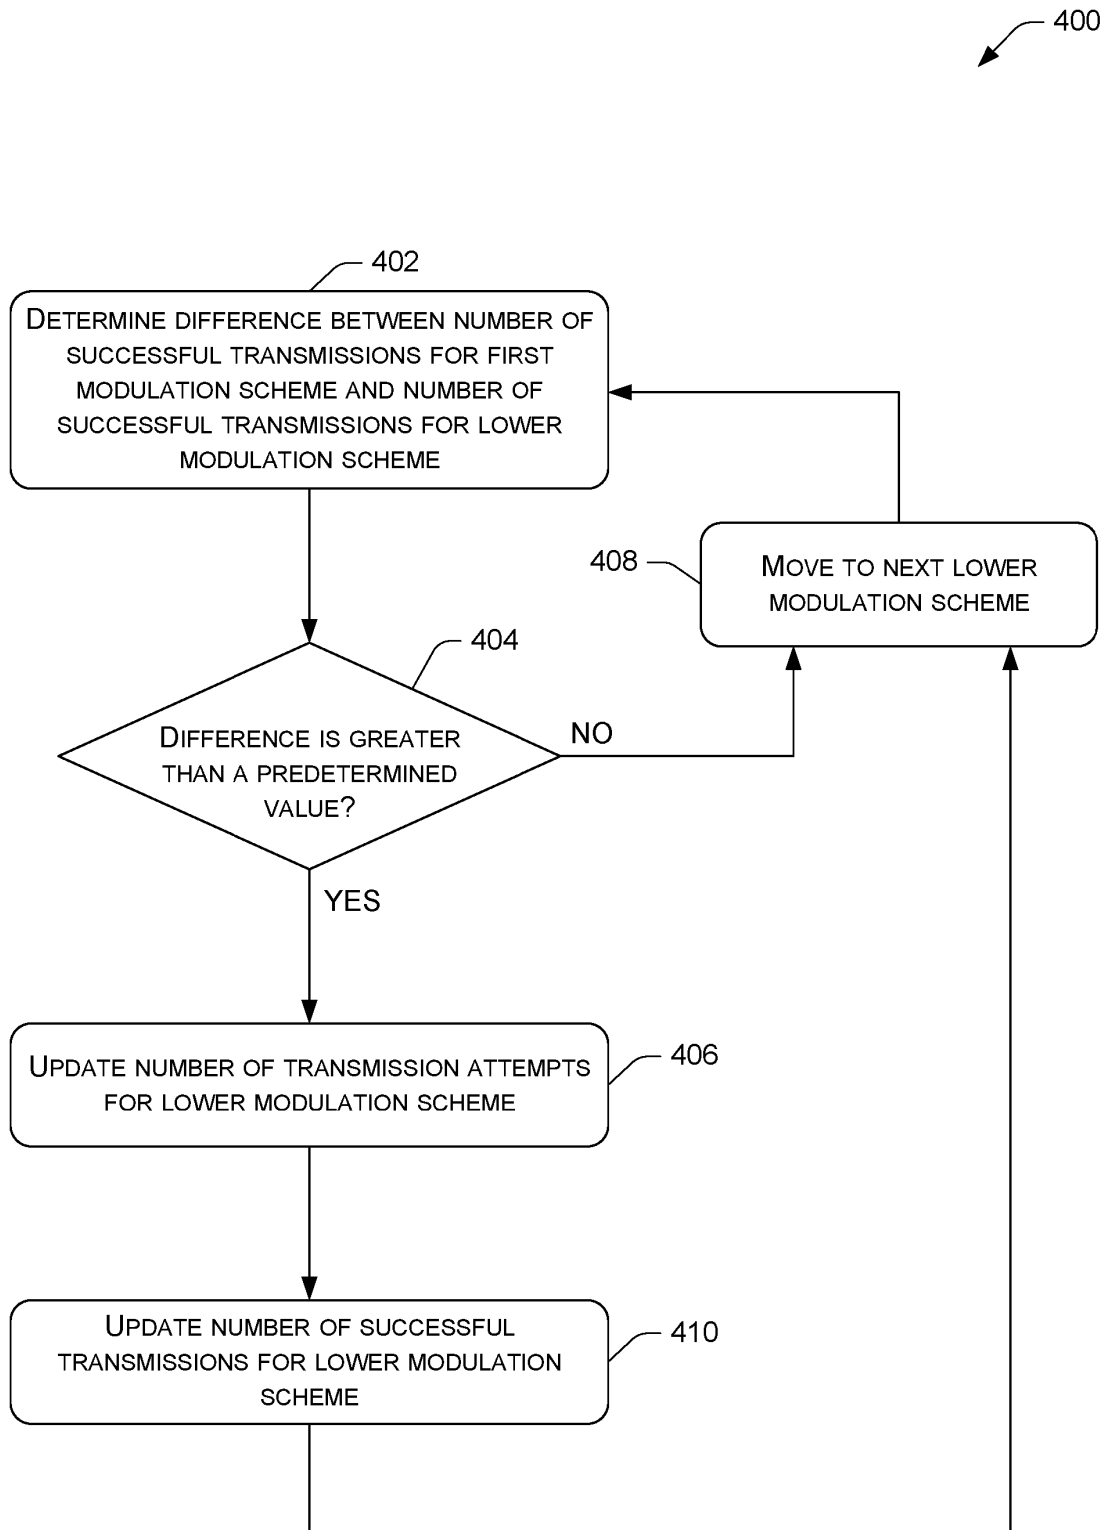 400
402
DETERMINE DIFFERENCE BETWEEN NUMBER OF
SUCCESSFUL TRANSMISSIONS FOR FIRST
MODULATION SCHEME AND NUMBER OF
SUCCESSFUL TRANSMISSIONS FOR LOWER
MODULATION SCHEME
408
MOVE TO NEXT LOWER
MODULATION SCHEME
404
DIFFERENCE IS GREATER
THAN A PREDETERMINED
VALUE?
NO
YES
UPDATE NUMBER OF TRANSMISSION ATTEMPTS
FOR LOWER MODULATION SCHEME
406
UPDATE NUMBER OF SUCCESSFUL
TRANSMISSIONS FOR LOWER MODULATION
SCHEME
410